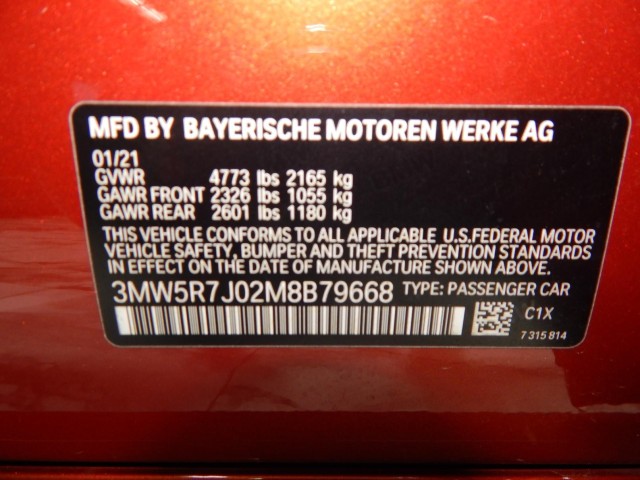 MFD BY BAYERISCHE MOTOREN WERKE AG
01/21
GVWR 4773 lbs 2165 kg
GAWR FRONT 2326 lbs 1055 kg
GAWR REAR 2601 lbs 1180 kg
THIS VEHICLE CONFORMS TO ALL APPLICABLE U.S.FEDERAL MOTOR
VEHICLE SAFETY, BUMPER AND THEFT PREVENTION STANDARDS
IN EFFECT ON THE DATE OF MANUFACTURE SHOWN ABOVE.
3MW5R7J02M8B79668 TYPE: PASSENGER CAR
C1X
7 315 814